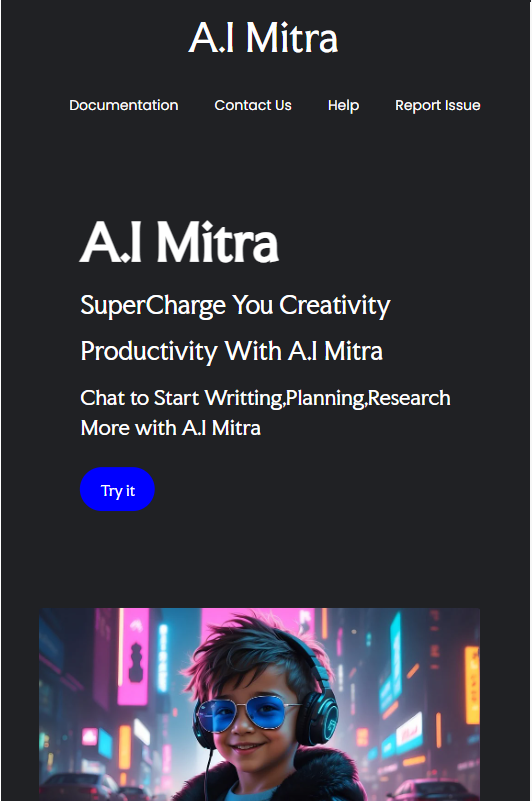 A.I Mitra
Documentation Contact Us Help Report Issue
A.I Mitra
SuperCharge You Creativity
Productivity With A.I Mitra
Chat to Start Writting,Planning,Research
More with A.I Mitra
Try it